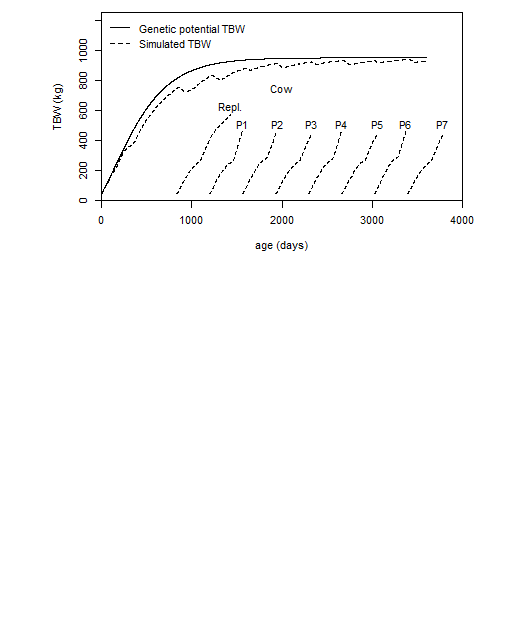 Genetic potential TBW
Simulated TBW
TBW (kg)
1000
800
600
400
200
0
Cow
Repl.
P1 P2 P3 P4 P5 P6 P7
0 1000 2000 3000 4000
age (days)